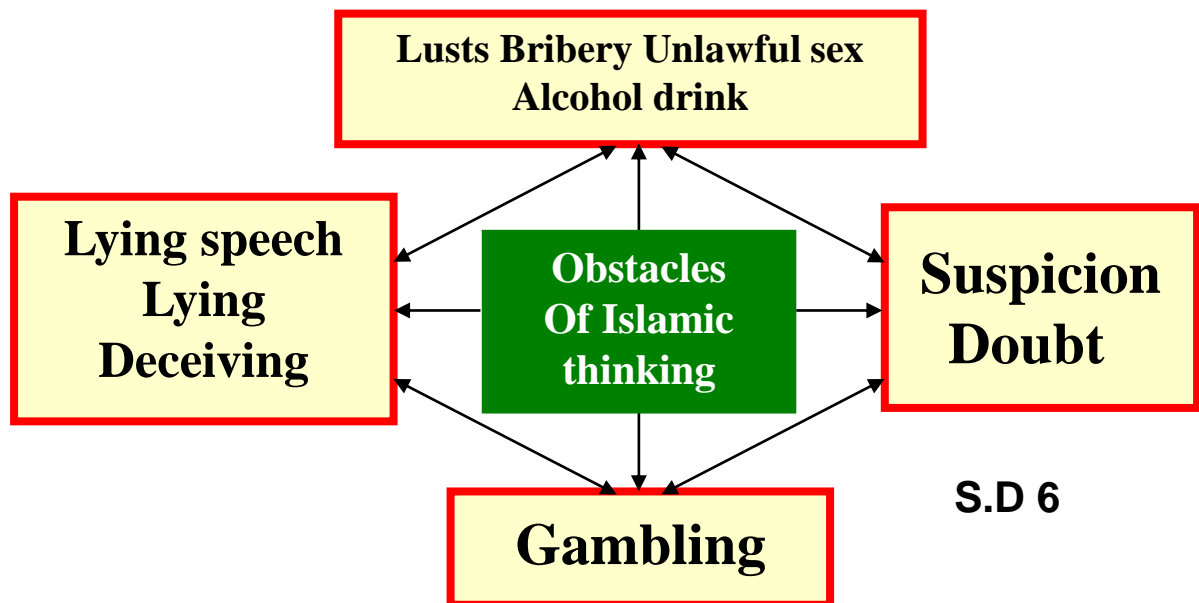 Lusts Bribery Unlawful sex
Alcohol drink
Lying speech
Lying
Deceiving
Obstacles
Of Islamic
thinking
Suspicion
Doubt
Gambling
S.D 6